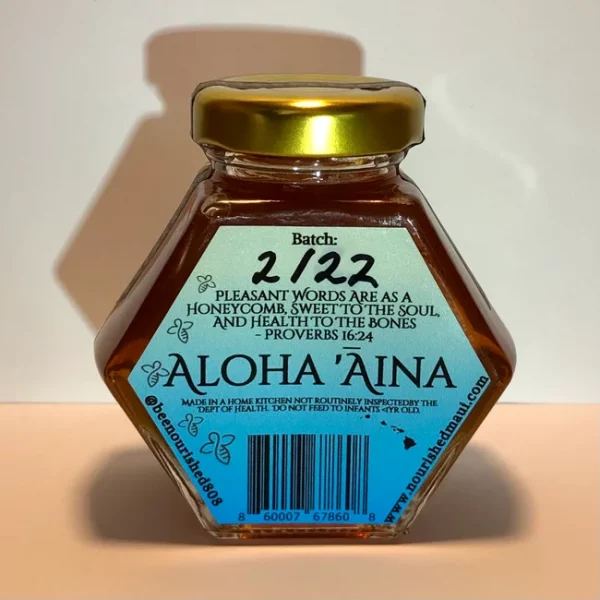 Batch:
2/22
PLEASANT WORDS ARE AS A
HONEYCOMB, SWEET TO THE SOUL,
AND HEALTH TO THE BONES
- PROVERBS 16:24
ALOHA 'ĀINA
MADE IN A HOME KITCHEN NOT ROUTINELY INSPECTEDBY THE
'DEPT OF HEALTH. 'DO NOT FEED TO INFANTS <1YR OLD.
@beenourished808
www.nourishedmaui.com
8 60007 67860 8